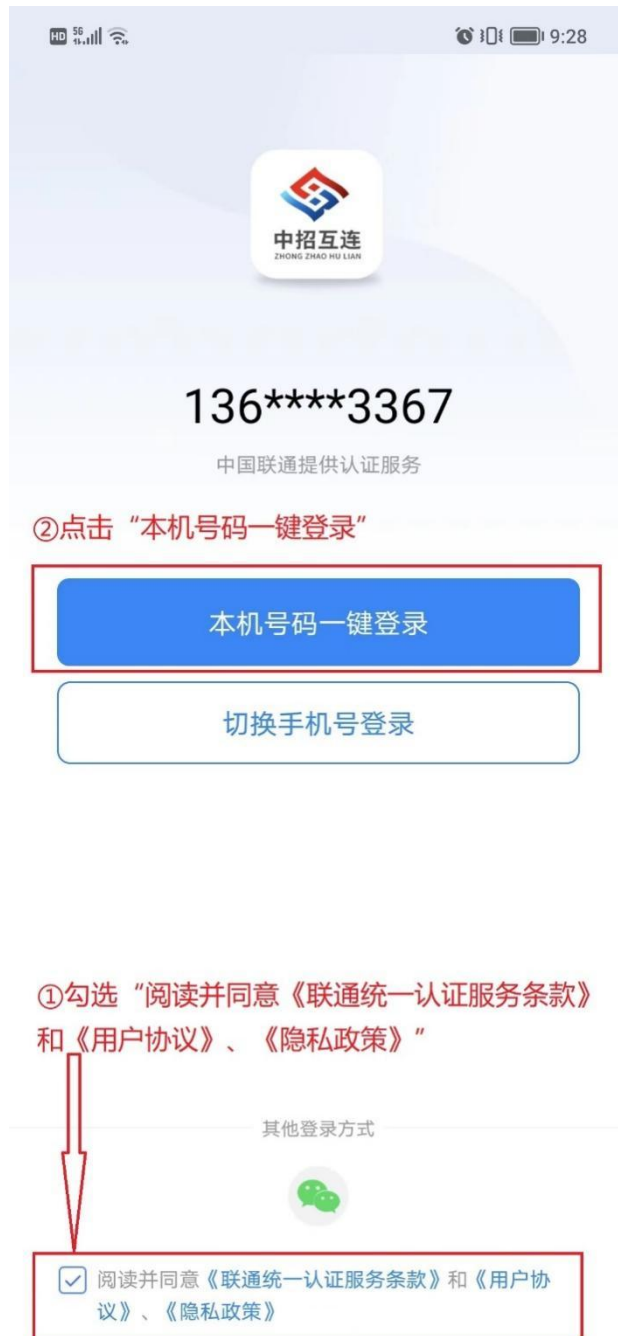 HD 5G 9:28
中招互连
ZHONG ZHAO HU LIAN
136****3367
中国联通提供认证服务
②点击“本机号码一键登录”
本机号码一键登录
切换手机号登录
①勾选“阅读并同意《联通统一认证服务条款》
和《用户协议》、《隐私政策》”
其他登录方式
阅读并同意《联通统一认证服务条款》和《用户协
议》、《隐私政策》